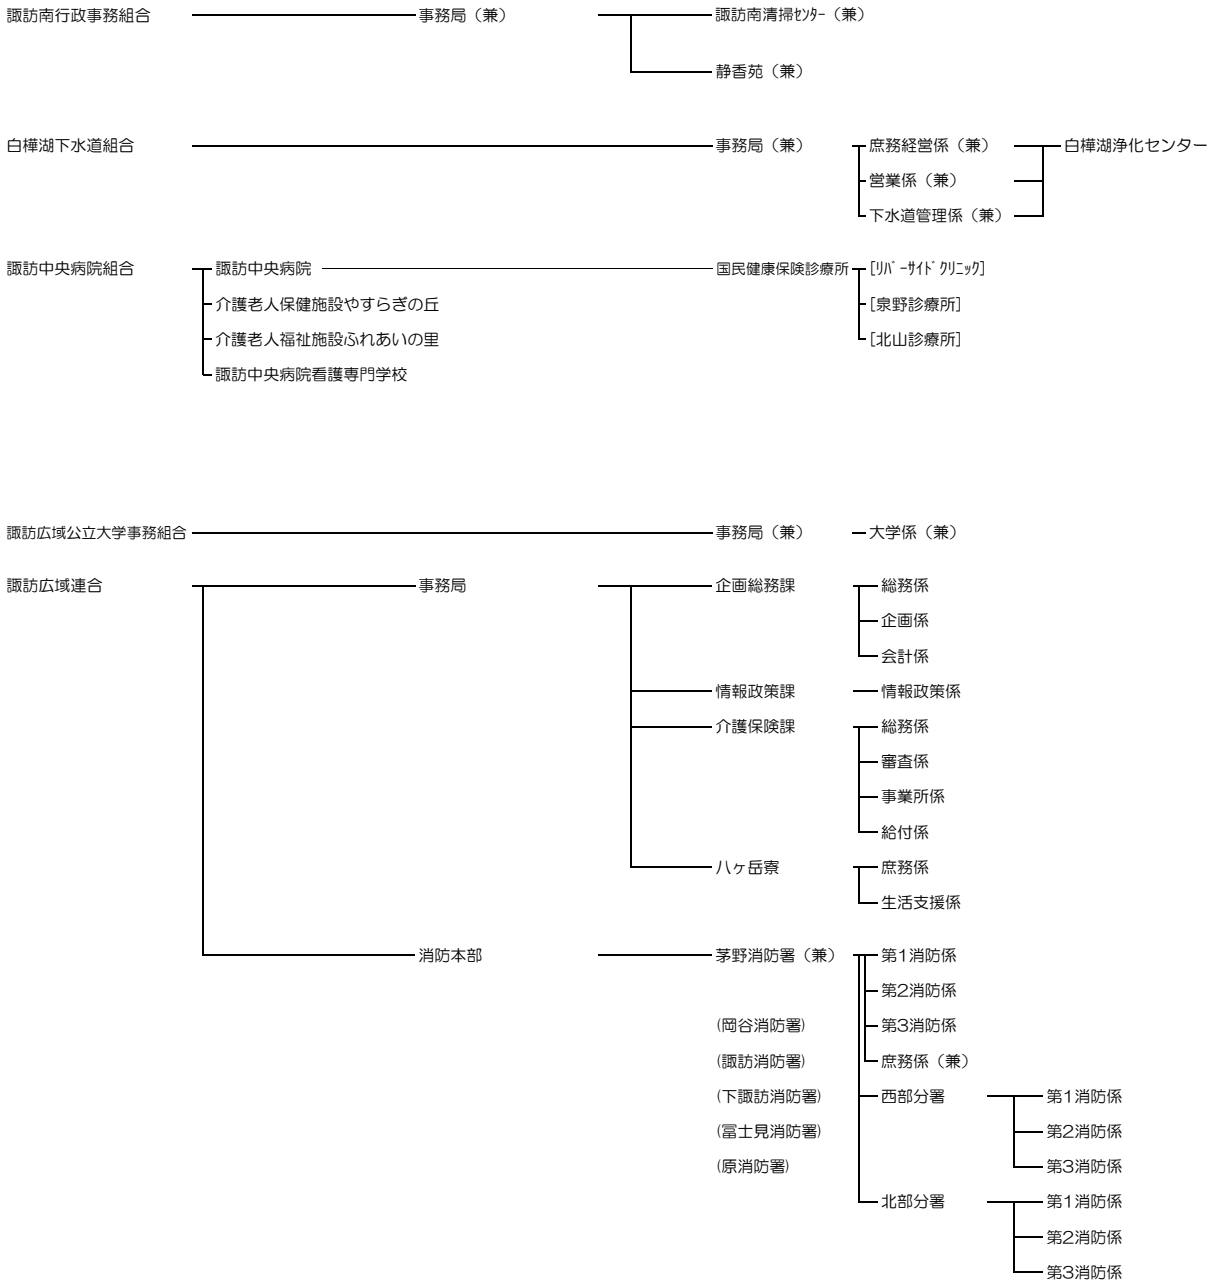 諏訪南行政事務組合 事務局（兼） 諏訪南清掃ｾﾝﾀｰ（兼）
静香苑（兼）
白樺湖下水道組合 事務局（兼） 庶務経営係（兼） 白樺湖浄化センター
営業係（兼）
下水道管理係（兼）
諏訪中央病院組合 諏訪中央病院 国民健康保険診療所 [ﾘﾊﾞｰｻｲﾄﾞｸﾘﾆｯｸ]
介護老人保健施設やすらぎの丘 [泉野診療所]
介護老人福祉施設ふれあいの里 [北山診療所]
諏訪中央病院看護専門学校
諏訪広域公立大学事務組合 事務局（兼） 大学係（兼）
諏訪広域連合 事務局 企画総務課 総務係
企画係
会計係
情報政策課 情報政策係
介護保険課 総務係
審査係
事業所係
給付係
八ヶ岳寮 庶務係
生活支援係
消防本部 茅野消防署（兼） 第1消防係
第2消防係
(岡谷消防署) 第3消防係
(諏訪消防署) 庶務係（兼）
(下諏訪消防署) 西部分署 第1消防係
(富士見消防署) 第2消防係
(原消防署) 第3消防係
北部分署 第1消防係
第2消防係
第3消防係